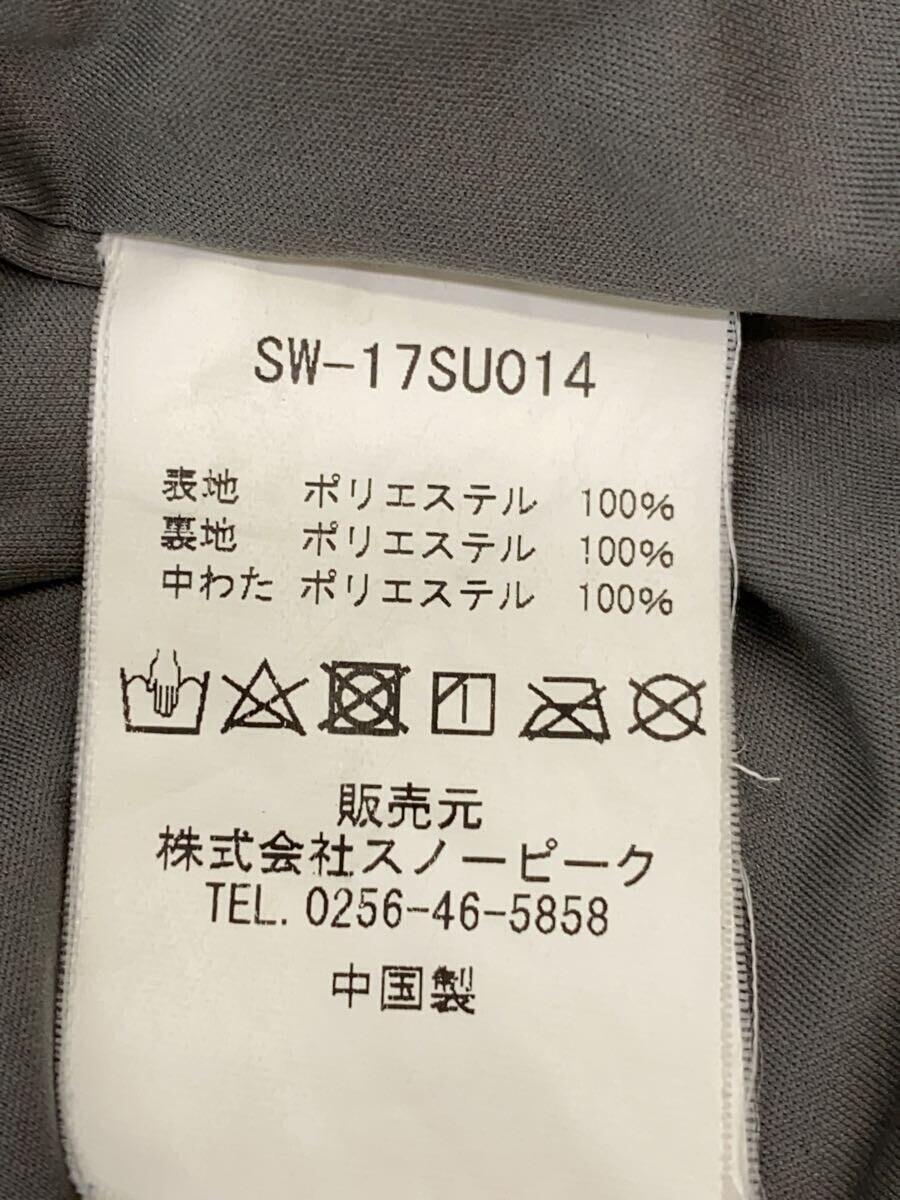 SW-17SU014
表地 ポリエステル 100%
裏地 ポリエステル 100%
中わた ポリエステル 100%
販売元
株式会社スノーピーク
TEL. 0256-46-5858
中国製